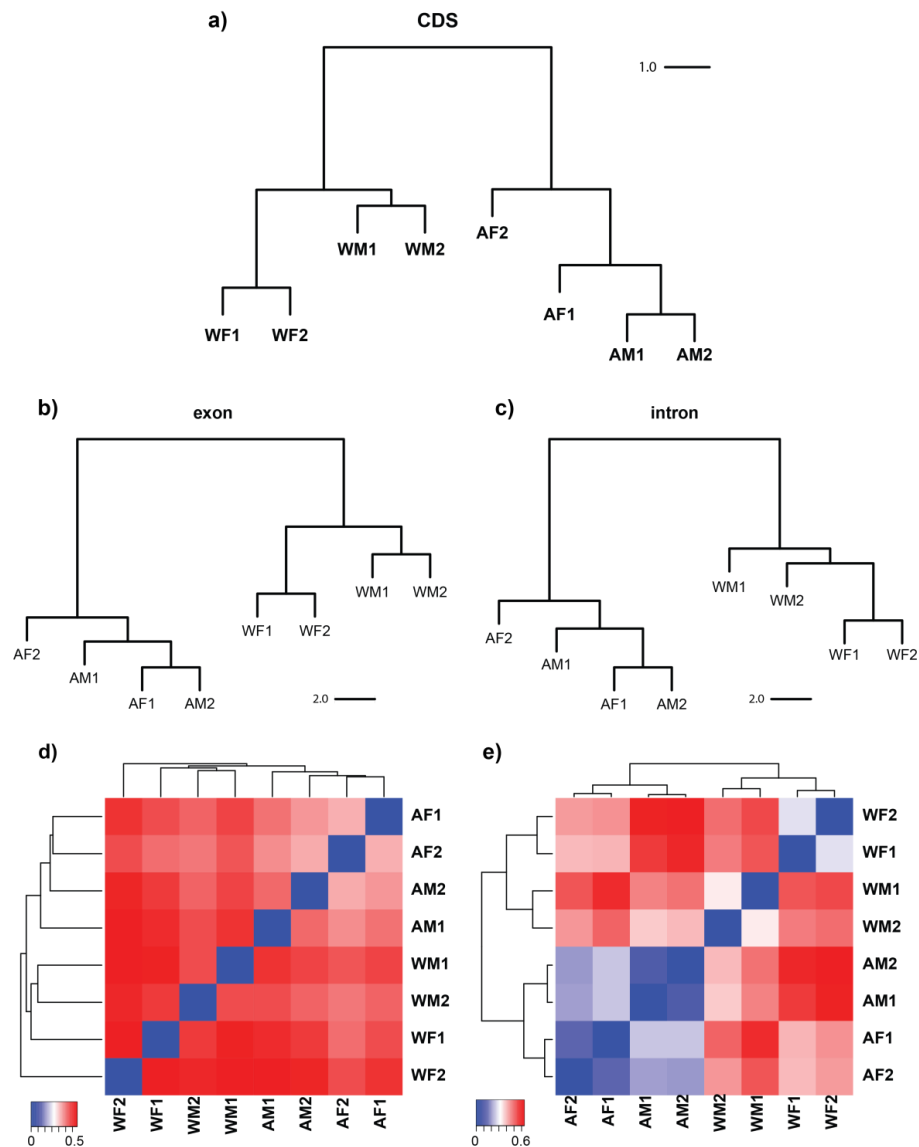 a) CDS
1.0
WM1 WM2 AF2
WF1 WF2 AF1
AM1 AM2
b) exon
WM1 WM2
WF1 WF2
AF2
AM1
AF1 AM2
2.0
c) intron
WM1
WM2
AF2
AM1
WF1 WF2
AF1 AM2
2.0
d)
AF1
AF2
AM2
AM1
WM1
WM2
WF1
WF2
WF2 WF1 WM2 WM1 AM1 AM2 AF2 AF1
0 0.5
e)
WF2
WF1
WM1
WM2
AM2
AM1
AF1
AF2
AF2 AF1 AM1 AM2 WM2 WM1 WF1 WF2
0 0.6